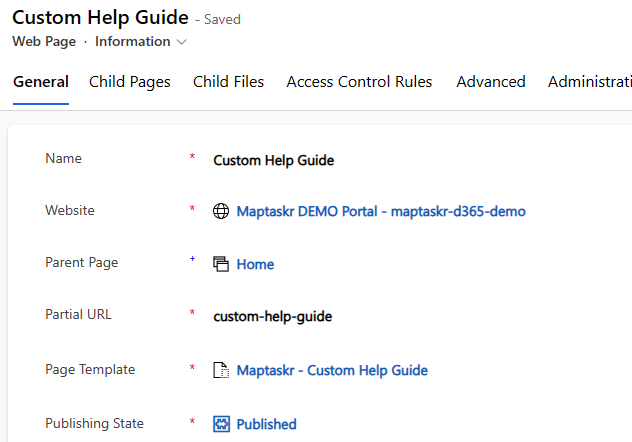 Custom Help Guide - Saved
Web Page · Information
General Child Pages Child Files Access Control Rules Advanced
Name * Custom Help Guide
Website * Maptaskr DEMO Portal - maptaskr-d365-demo
Parent Page + Home
Partial URL * custom-help-guide
Page Template * Maptaskr - Custom Help Guide
Publishing State * Published